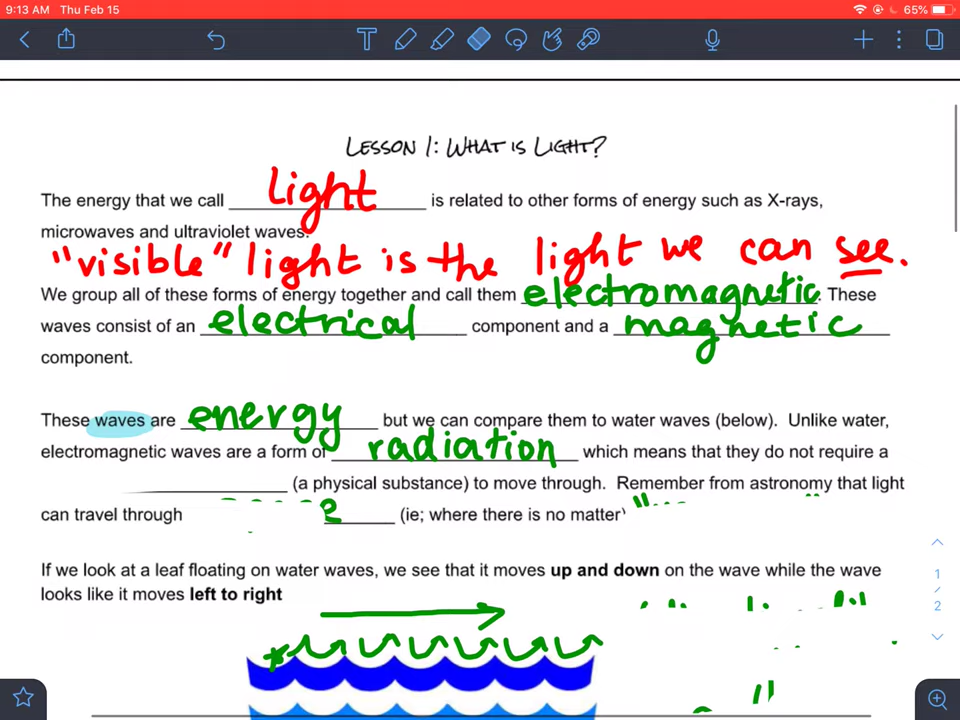 9:13 AM Thu Feb 15 65%
LESSON 1: WHAT IS LIGHT?
The energy that we call light is related to other forms of energy such as X-rays,
microwaves and ultraviolet waves.
"visible" light is the light we can see.
We group all of these forms of energy together and call them electromagnetic. These
waves consist of an electrical component and a magnetic
component.
These waves are energy but we can compare them to water waves (below). Unlike water,
electromagnetic waves are a form of radiation which means that they do not require a
(a physical substance) to move through. Remember from astronomy that light
can travel through (ie; where there is no matter
If we look at a leaf floating on water waves, we see that it moves up and down on the wave while the wave
looks like it moves left to right
1
/
2